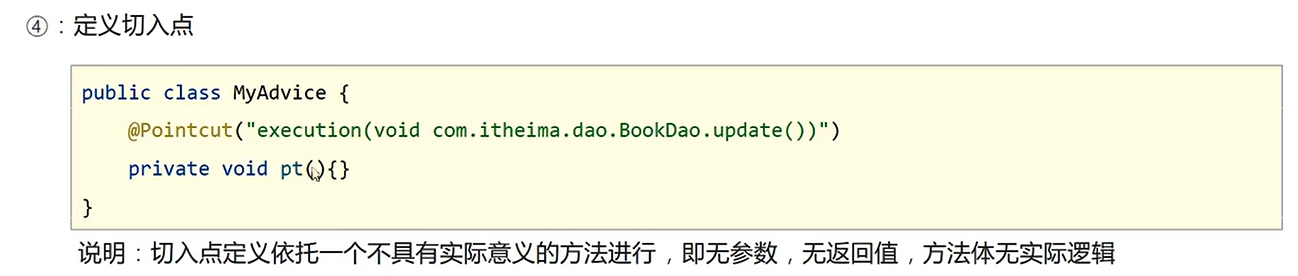 ④：定义切入点
public class MyAdvice {
@Pointcut("execution(void com.itheima.dao.BookDao.update())")
private void pt(){}
}
说明：切入点定义依托一个不具有实际意义的方法进行，即无参数，无返回值，方法体无实际逻辑